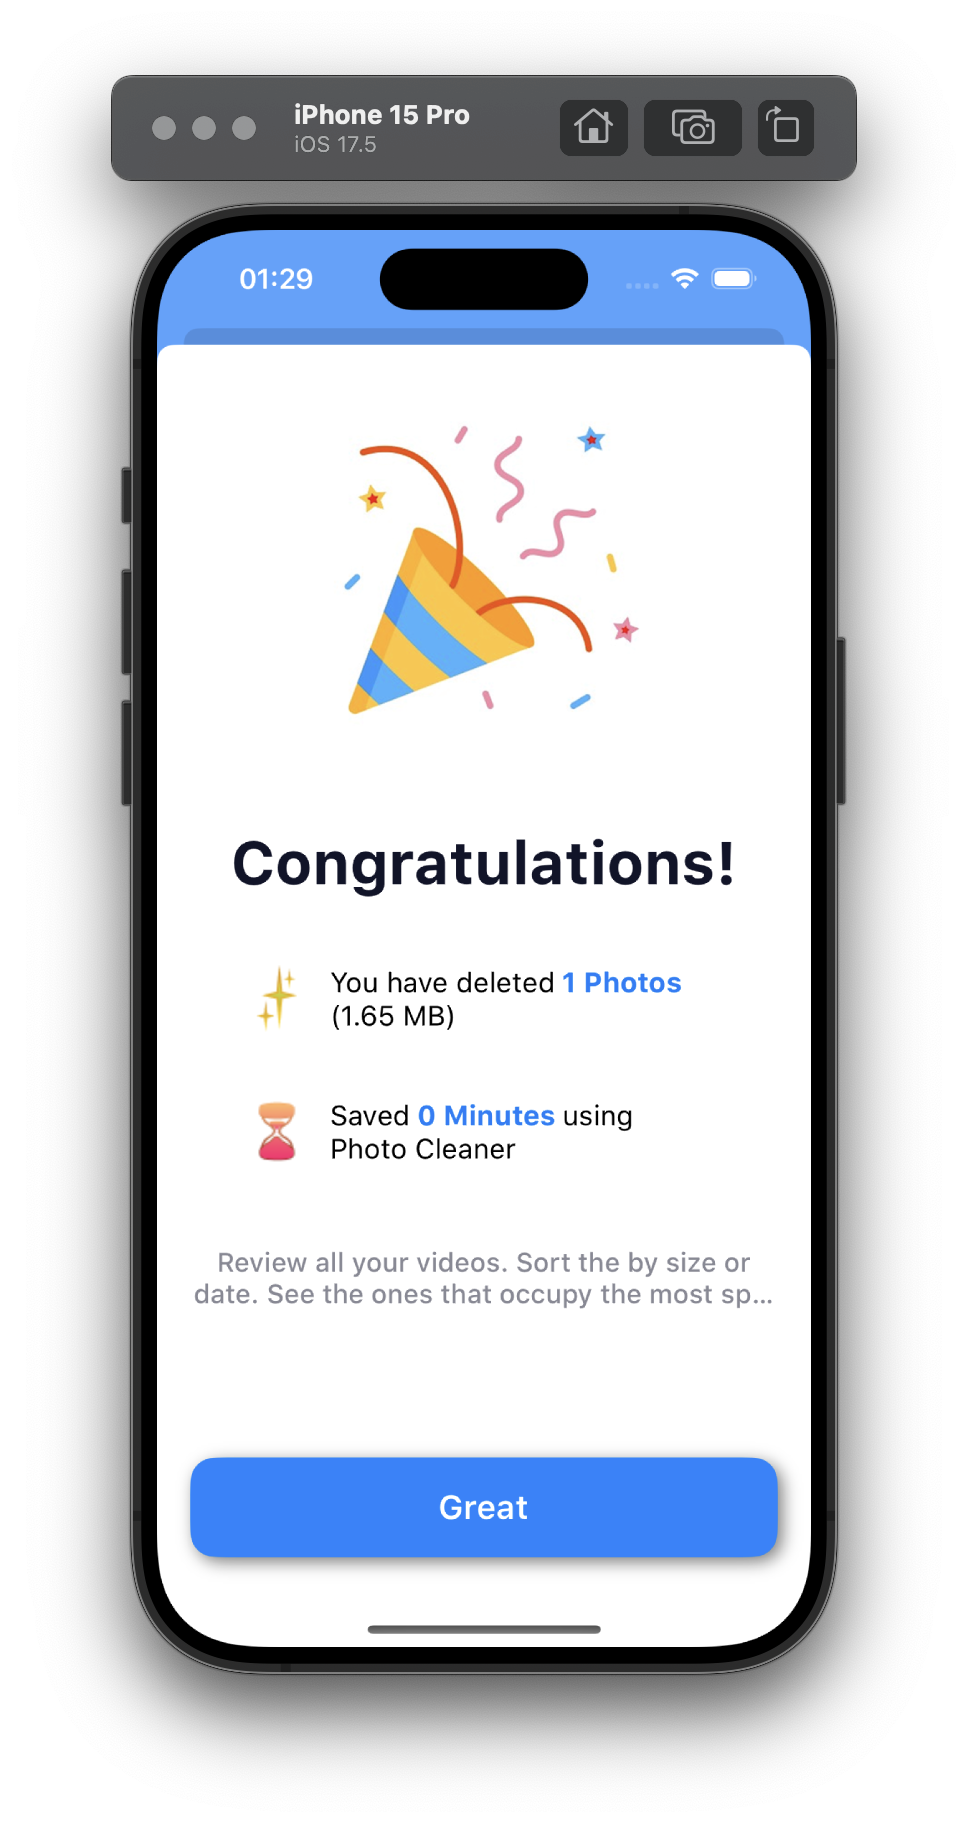 iPhone 15 Pro
iOS 17.5
01:29
Congratulations!
You have deleted 1 Photos
(1.65 MB)
Saved 0 Minutes using
Photo Cleaner
Review all your videos. Sort the by size or
date. See the ones that occupy the most sp...
Great